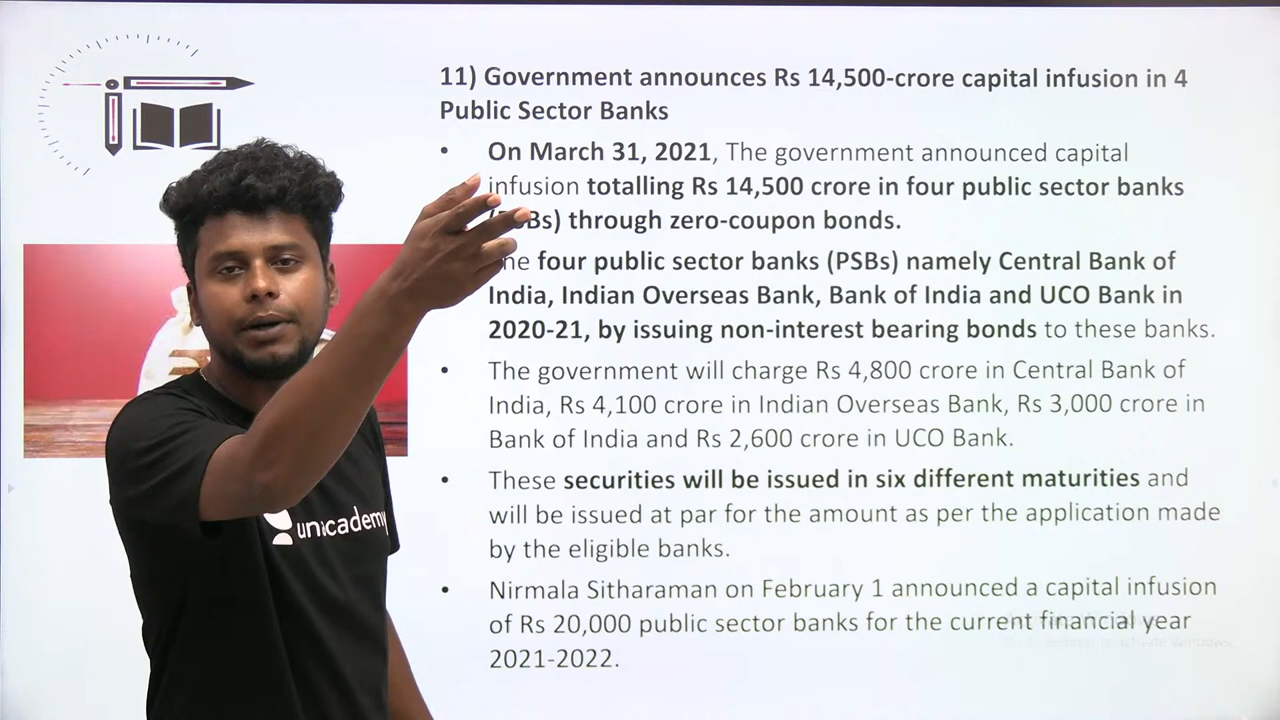 11) Government announces Rs 14,500-crore capital infusion in 4
Public Sector Banks
• On March 31, 2021, The government announced capital
infusion totalling Rs 14,500 crore in four public sector banks
through zero-coupon bonds.
four public sector banks (PSBs) namely Central Bank of
India, Indian Overseas Bank, Bank of India and UCO Bank in
2020-21, by issuing non-interest bearing bonds to these banks.
• The government will charge Rs 4,800 crore in Central Bank of
India, Rs 4,100 crore in Indian Overseas Bank, Rs 3,000 crore in
Bank of India and Rs 2,600 crore in UCO Bank.
• These securities will be issued in six different maturities and
will be issued at par for the amount as per the application made
by the eligible banks.
• Nirmala Sitharaman on February 1 announced a capital infusion
of Rs 20,000 public sector banks for the current financial year
2021-2022.
unacademy